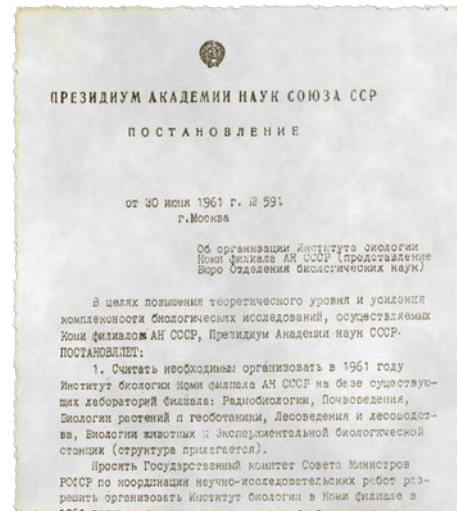 ПРЕЗИДИУМ АКАДЕМИИ НАУК СОЮЗА ССР
ПОСТАНОВЛЕНИЕ
от 30 июня 1961 г. № 591
г.Москва
Об организации Института биологии
Коми филиала АН СССР (представление
Бюро Отделения биологических наук)
В целях повышения теоретического уровня и усиления
комплексности биологических исследований, осуществляемых
Коми филиалом АН СССР, Президиум Академии наук СССР
ПОСТАНОВЛЯЕТ:
1. Считать необходимым организовать в 1961 году
Институт биологии Коми филиала АН СССР на базе существую-
щих лабораторий филиала: Радиобиологии, Почвоведения,
Биологии растений и геоботаники, Лесоведения и лесоводст-
ва, Биологии животных и Экспериментальной биологической
станции (структура прилагается).
Просить Государственный комитет Совета Министров
РСФСР по координации научно-исследовательских работ раз-
решить организовать Институт биологии в Коми филиале в